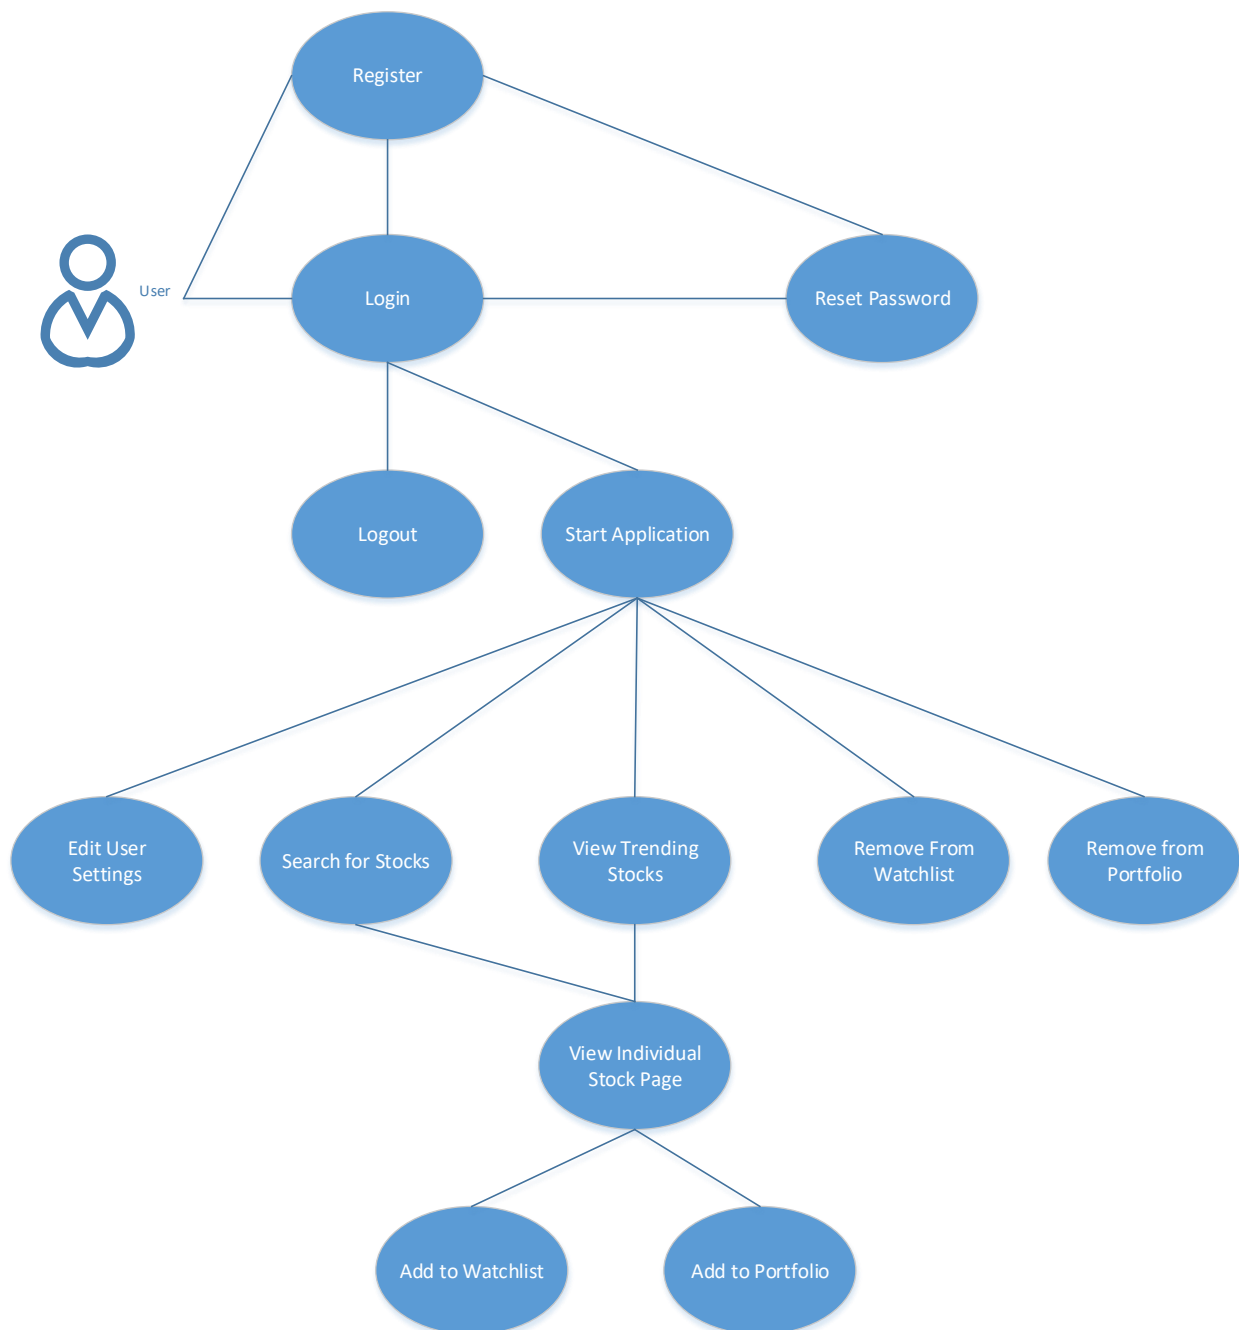 Register
User
Login
Reset Password
Logout
Start Application
Edit User
Settings
Search for Stocks
View Trending
Stocks
Remove From
Watchlist
Remove from
Portfolio
View Individual
Stock Page
Add to Watchlist
Add to Portfolio